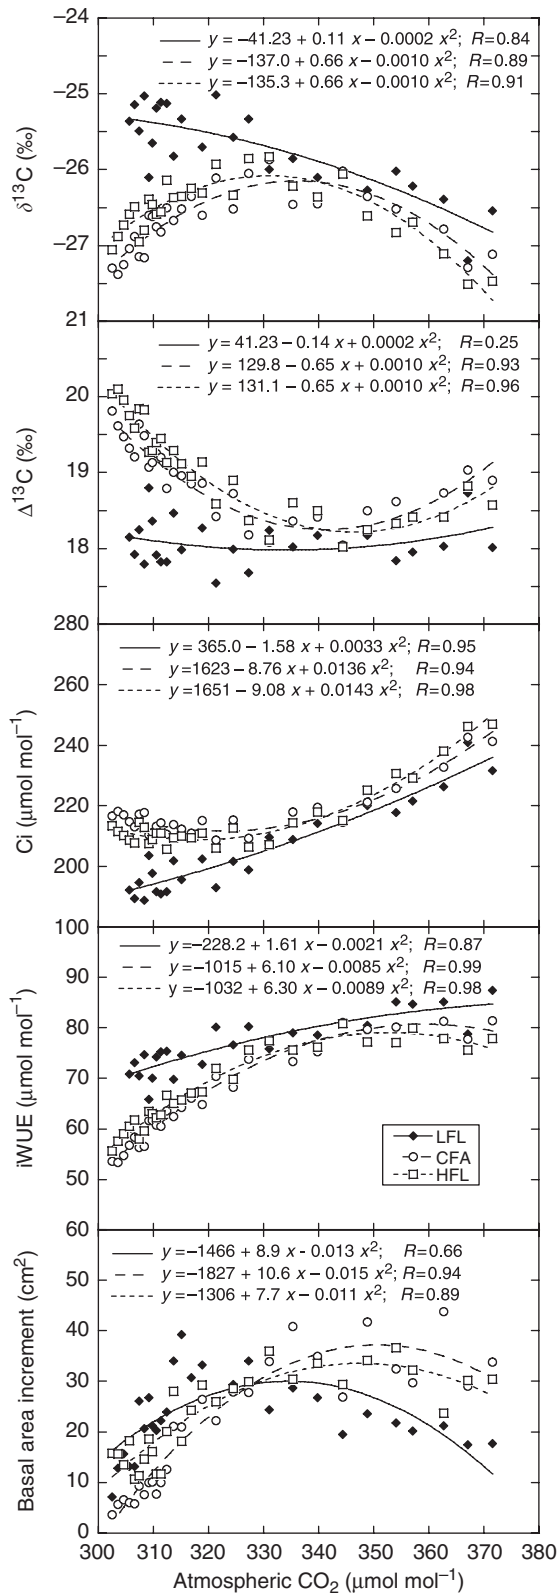 −24
y = −41.23 + 0.11 x − 0.0002 x²; R=0.84
y = −137.0 + 0.66 x − 0.0010 x²; R=0.89
y = −135.3 + 0.66 x − 0.0010 x²; R=0.91
−25
−26
−27
δ¹³C (‰)
21
y = 41.23 − 0.14 x + 0.0002 x²; R=0.25
y = 129.8 − 0.65 x + 0.0010 x²; R=0.93
y = 131.1 − 0.65 x + 0.0010 x²; R=0.96
20
19
18
Δ¹³C (‰)
280
y = 365.0 − 1.58 x + 0.0033 x²; R=0.95
y =1623 − 8.76 x + 0.0136 x²; R=0.94
y =1651 − 9.08 x + 0.0143 x²; R=0.98
260
240
220
200
Ci (µmol mol⁻¹)
100
y =−228.2 + 1.61 x − 0.0021 x²; R=0.87
y =−1015 + 6.10 x − 0.0085 x²; R=0.99
y =−1032 + 6.30 x − 0.0089 x²; R=0.98
90
80
70
60
50
iWUE (µmol mol⁻¹)
LFL
CFA
HFL
60
y =−1466 + 8.9 x - 0.013 x²; R=0.66
y =−1827 + 10.6 x − 0.015 x²; R=0.94
y =−1306 + 7.7 x − 0.011 x²; R=0.89
50
40
30
20
10
0
Basal area increment (cm²)
300 310 320 330 340 350 360 370 380
Atmospheric CO₂ (µmol mol⁻¹)